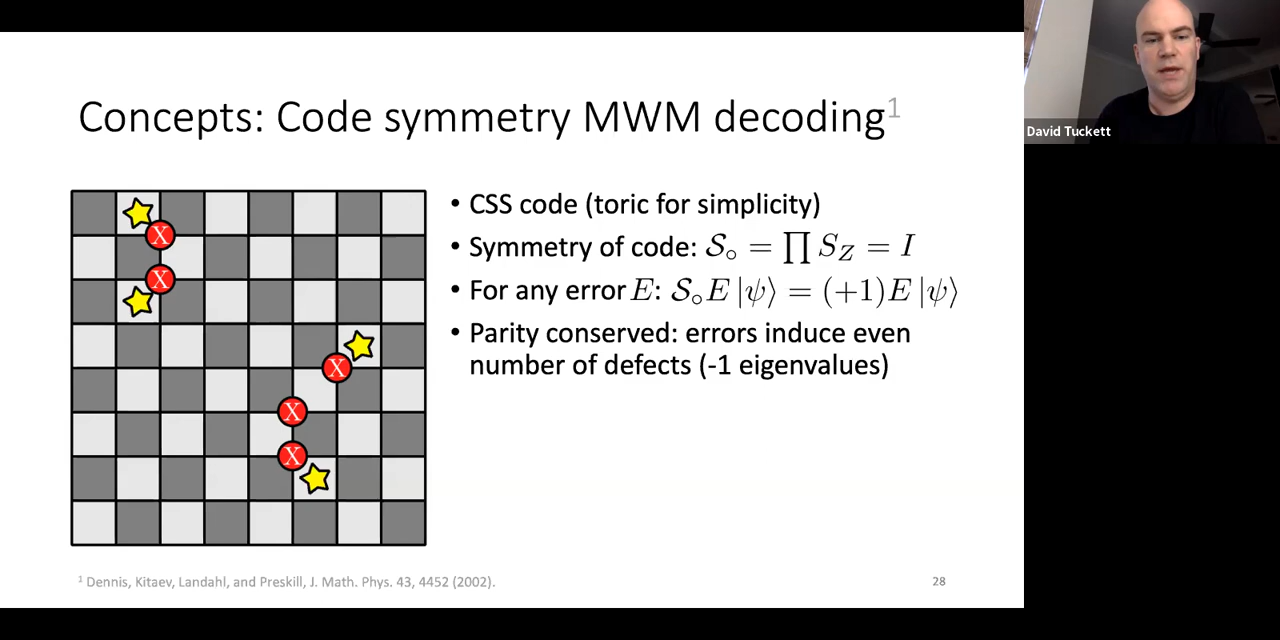 Concepts: Code symmetry MWM decoding¹
David Tuckett
X
X
X
X
X
• CSS code (toric for simplicity)
• Symmetry of code: 𝒮∘ = ∏ S_Z = I
• For any error E: 𝒮∘E |ψ⟩ = (+1)E |ψ⟩
• Parity conserved: errors induce even
number of defects (-1 eigenvalues)
¹ Dennis, Kitaev, Landahl, and Preskill, J. Math. Phys. 43, 4452 (2002).
28